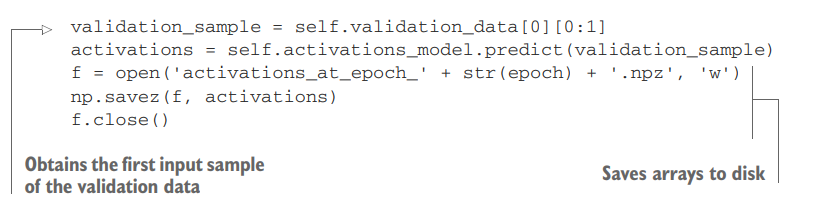 validation_sample = self.validation_data[0][0:1]
activations = self.activations_model.predict(validation_sample)
f = open('activations_at_epoch_' + str(epoch) + '.npz', 'w')
np.savez(f, activations)
f.close()
Obtains the first input sample
of the validation data
Saves arrays to disk